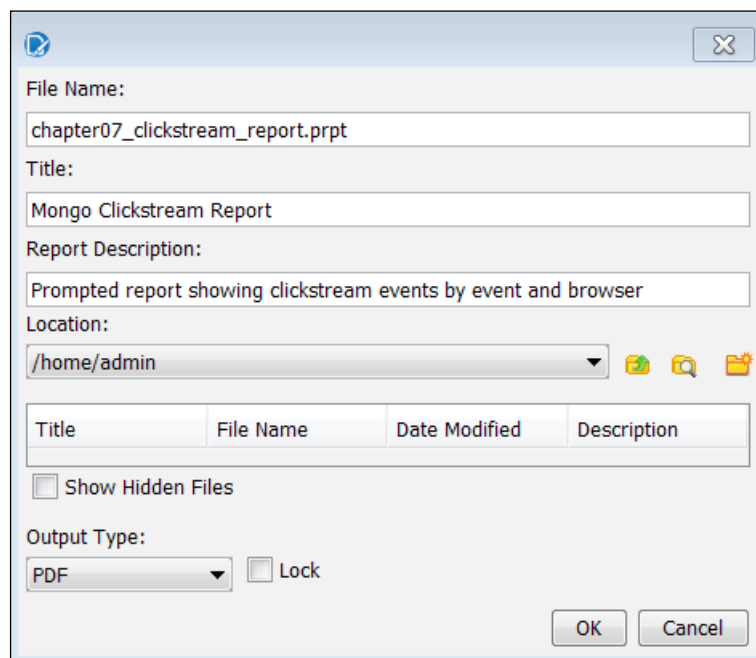 File Name:
chapter07_clickstream_report.prpt
Title:
Mongo Clickstream Report
Report Description:
Prompted report showing clickstream events by event and browser
Location:
/home/admin
Title File Name Date Modified Description
Show Hidden Files
Output Type:
PDF Lock
OK Cancel